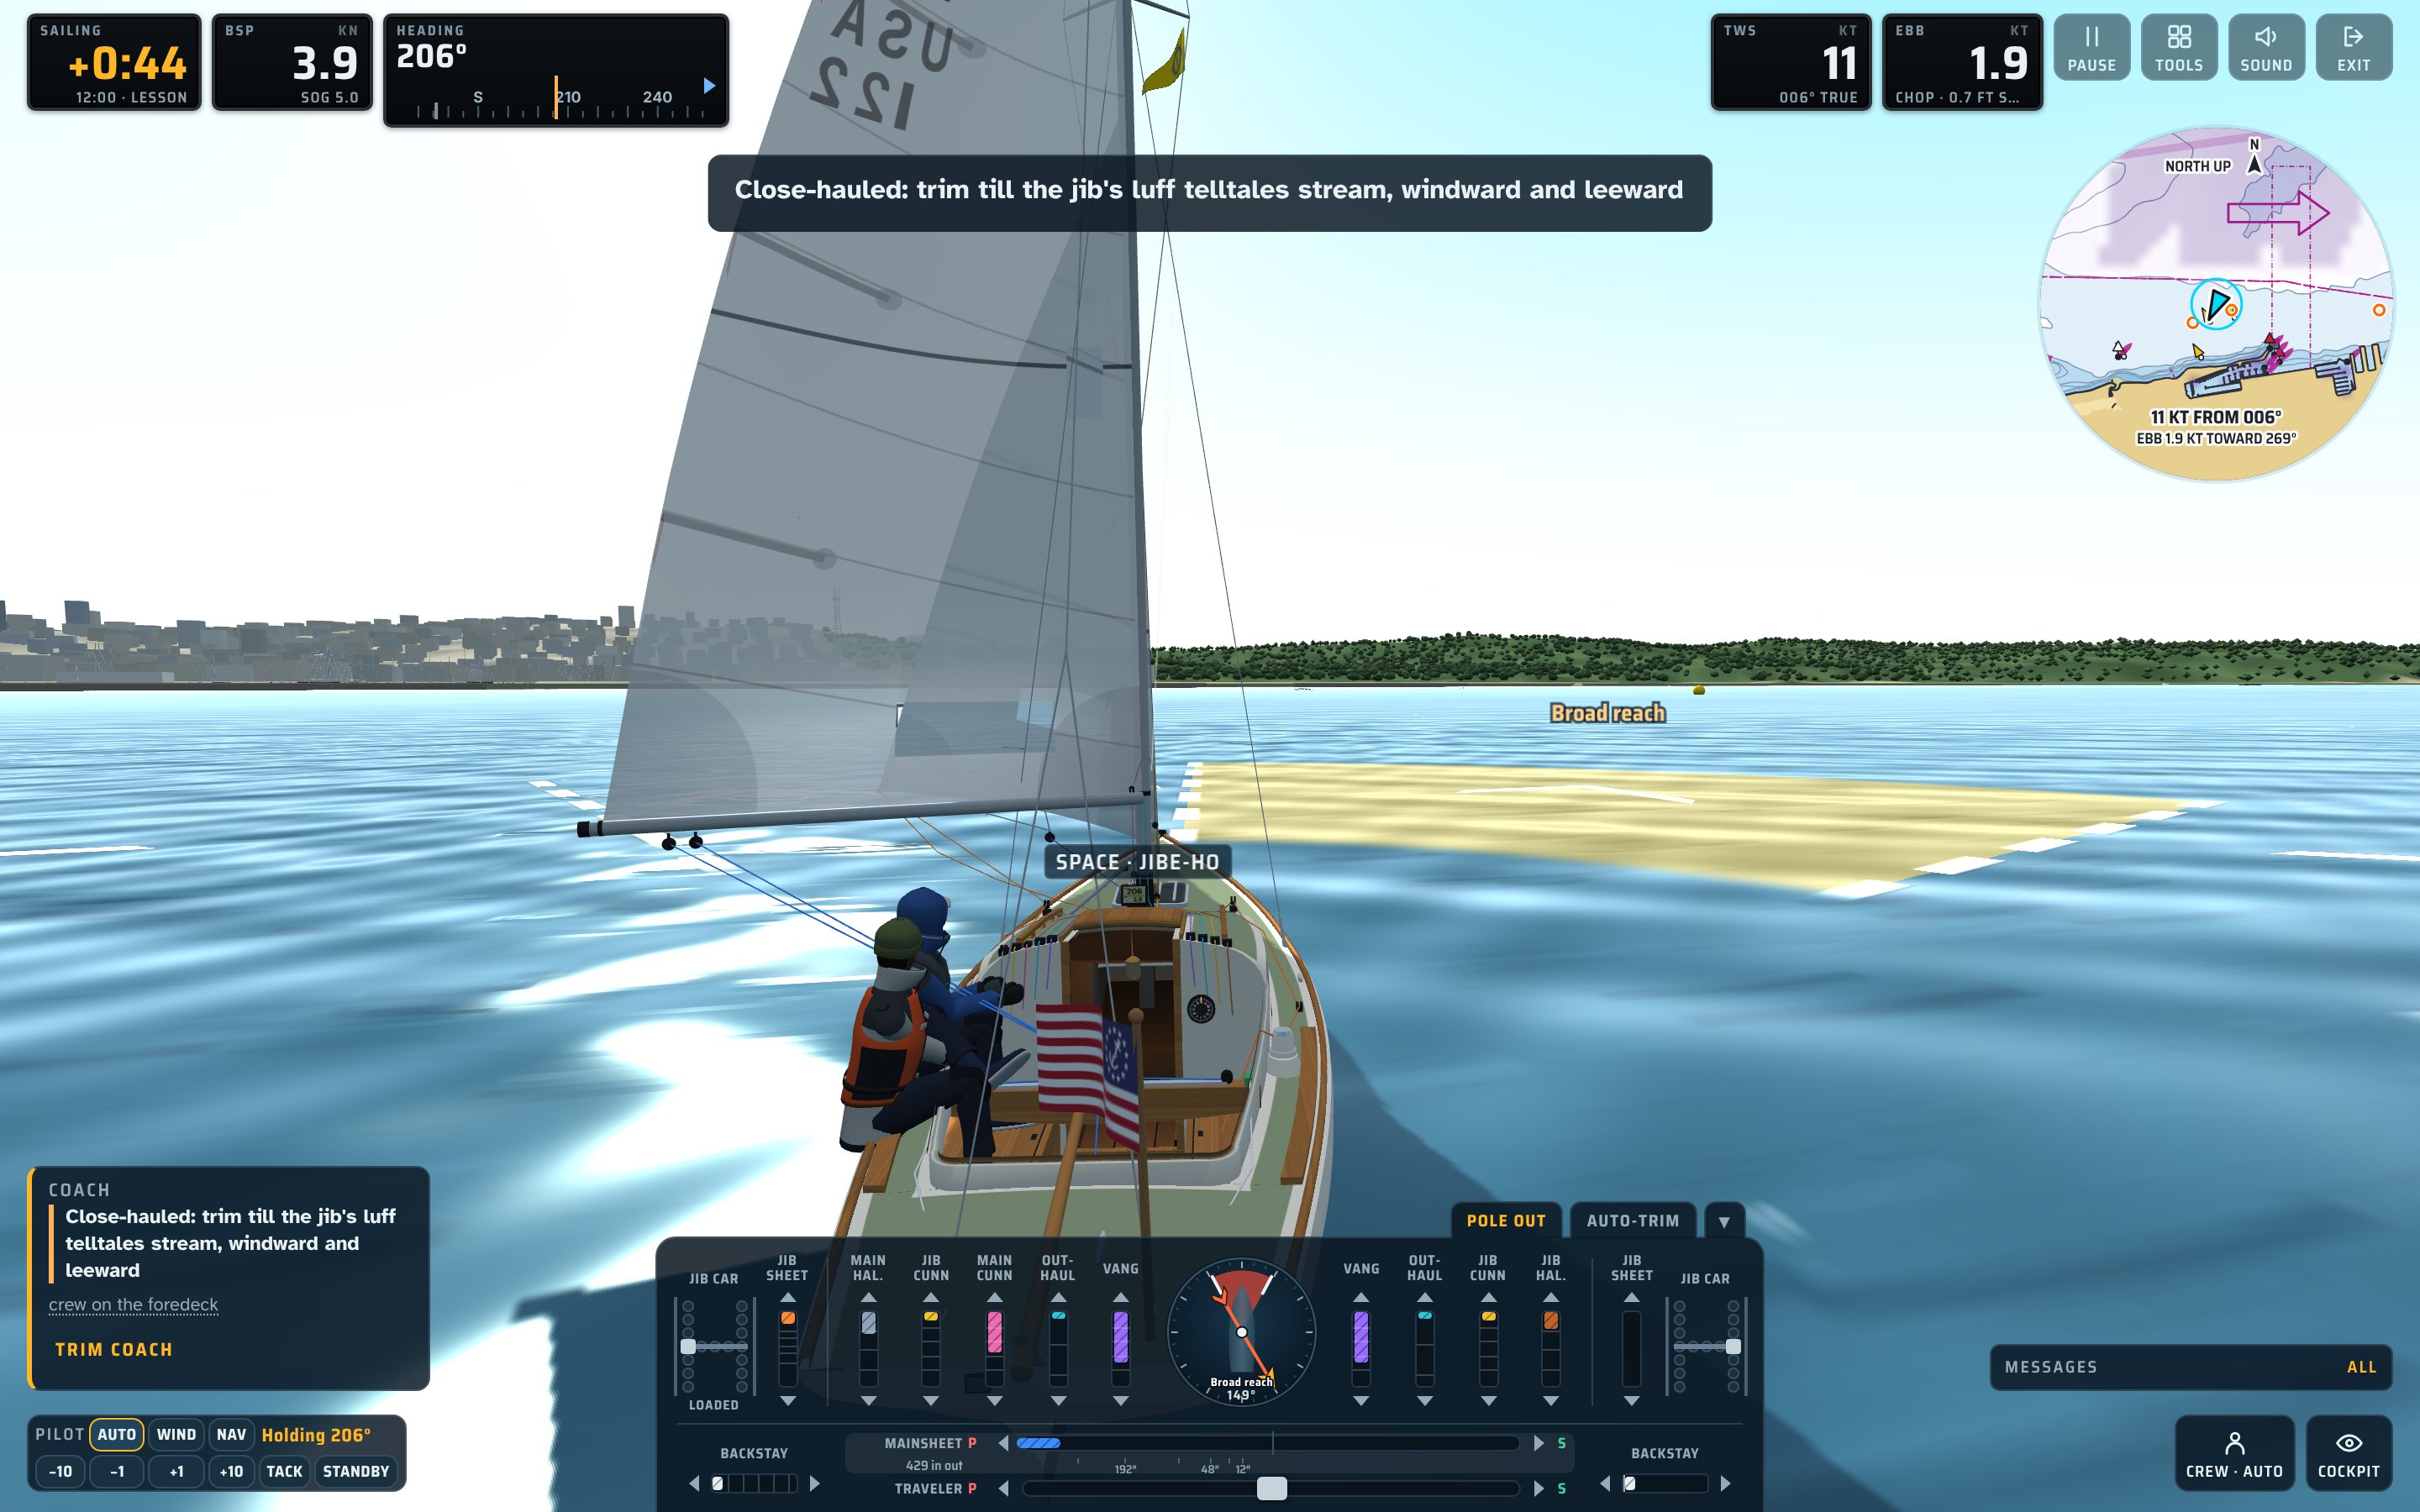 SAILING
+0:44
12:00 · LESSON
BSP KN
3.9
SOG 5.0
HEADING
206°
S 210 240
TWS KT
11
006° TRUE
EBB KT
1.9
CHOP · 0.7 FT S...
PAUSE
TOOLS
SOUND
EXIT
USA
122
Close-hauled: trim till the jib's luff telltales stream, windward and leeward
N
NORTH UP
11 KT FROM 006°
EBB 1.9 KT TOWARD 269°
Broad reach
SPACE · JIBE-HO
206
COACH
Close-hauled: trim till the jib's luff
telltales stream, windward and
leeward
crew on the foredeck
TRIM COACH
PILOT AUTO WIND NAV Holding 206°
-10 -1 +1 +10 TACK STANDBY
POLE OUT AUTO-TRIM ▼
JIB CAR
LOADED
JIB SHEET
MAIN HAL.
JIB CUNN
MAIN CUNN
OUT-HAUL
VANG
Broad reach
149°
VANG
OUT-HAUL
JIB CUNN
JIB HAL.
JIB SHEET
JIB CAR
BACKSTAY
MAINSHEET P S
429 in out
192" 48" 12"
TRAVELER P S
BACKSTAY
MESSAGES ALL
CREW · AUTO
COCKPIT